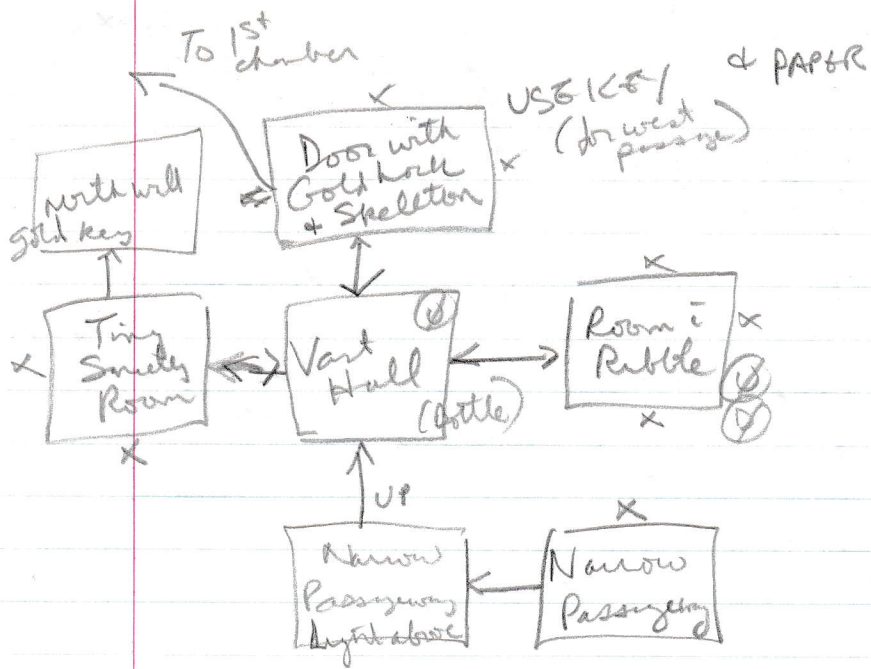 To 1st
chamber
& PAPER
USE KEY
(for west
passage)
Door with
Gold Lock
& Skeleton
north wall
gold key
Tiny
Smelly
Room
Vast
Hall
(bottle)
Room c̄
Rubble
UP
Narrow
Passageway
Light above
Narrow
Passageway